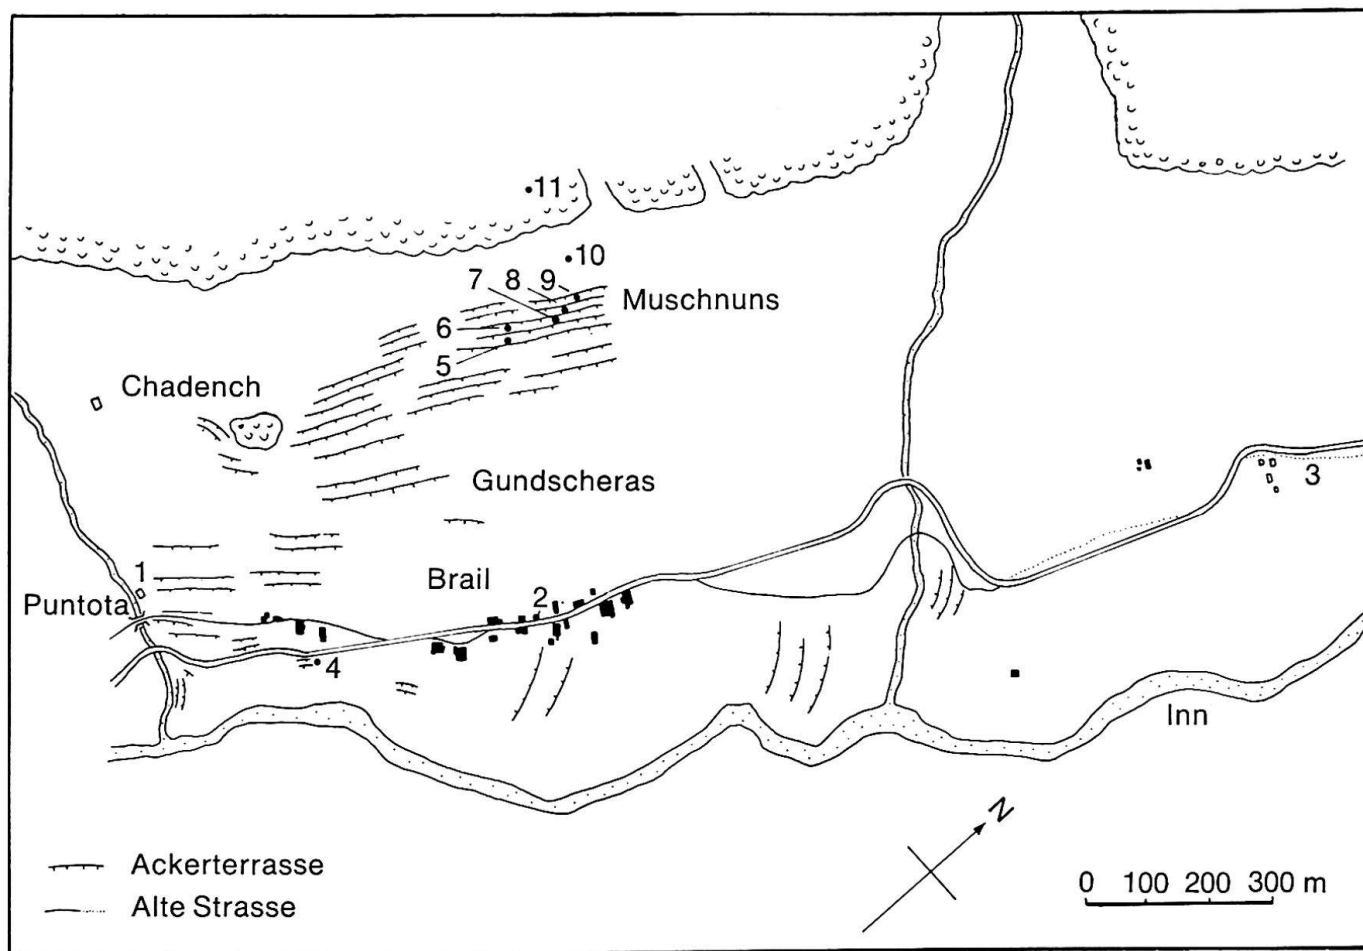 11
10
7 8 9
Muschnuns
6
5
Chadench
Gundscheras
3
1
Brail
2
Puntota
4
Inn
N
Ackerterrasse
0 100 200 300 m
Alte Strasse